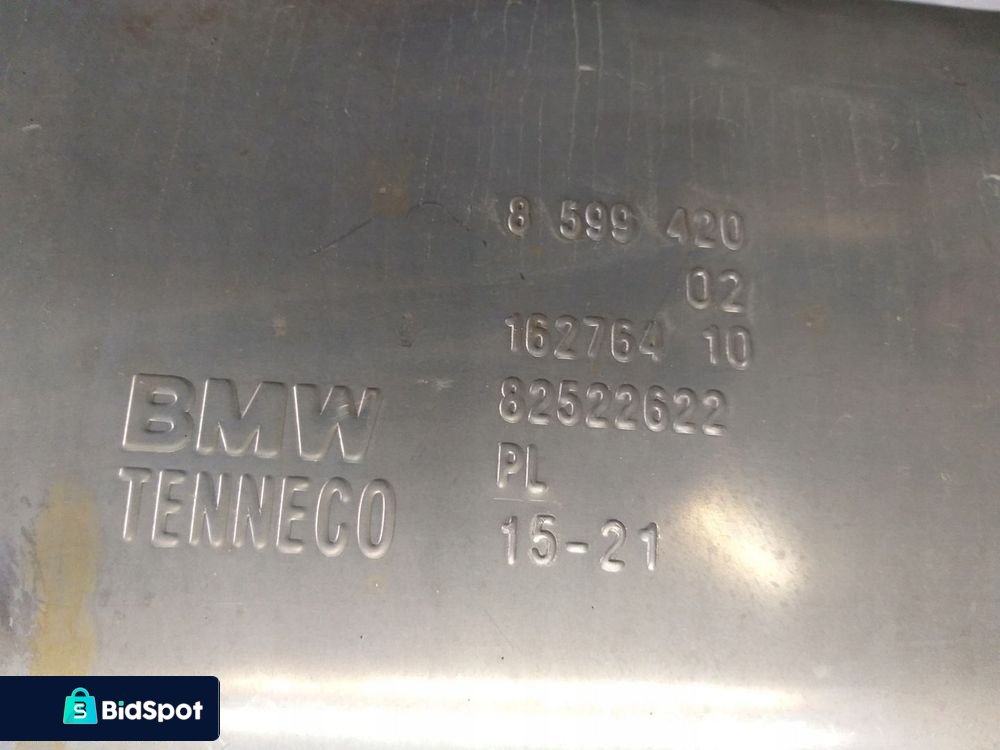 8 599 420
02
162764 10
82522622
PL
15-21
BMW
TENNECO
BidSpot